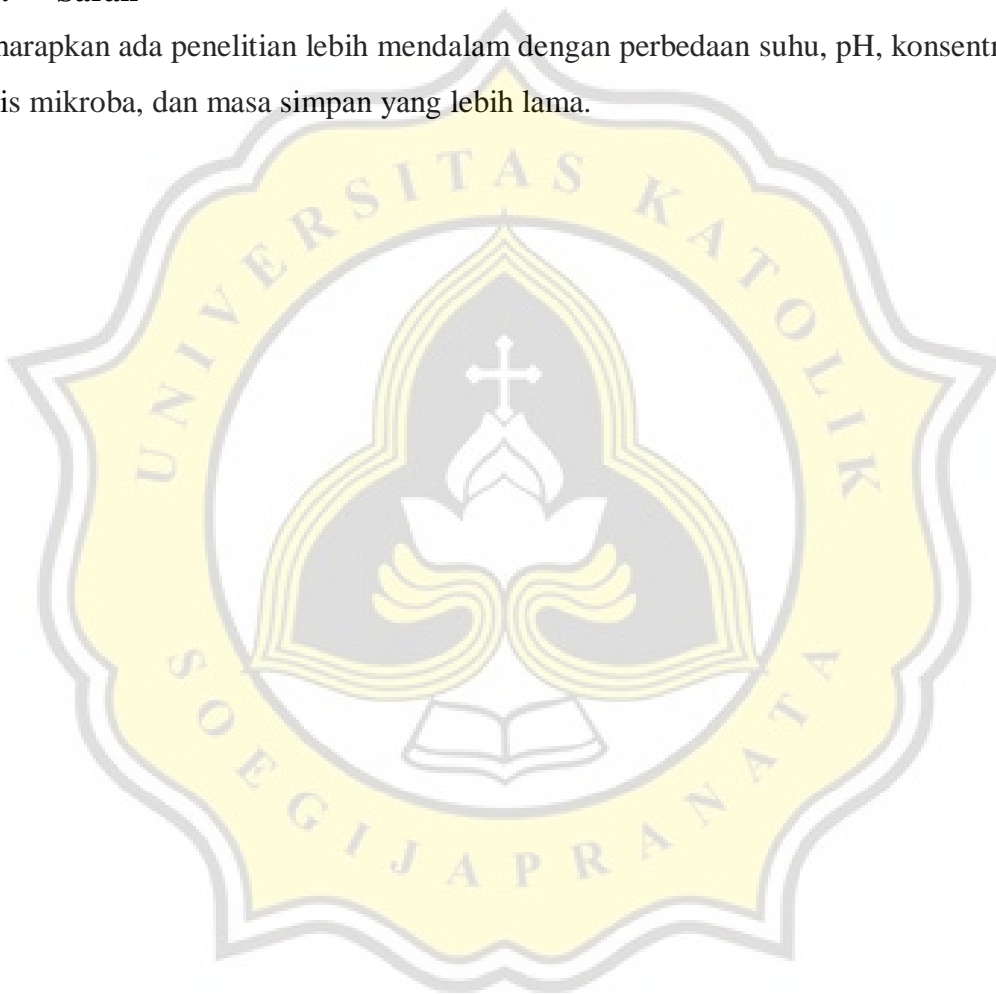 Saran
harapkan ada penelitian lebih mendalam dengan perbedaan suhu, pH, konsentr
is mikroba, dan masa simpan yang lebih lama.
UNIVERSITAS KATOLIK
SOEGIJAPRANATA